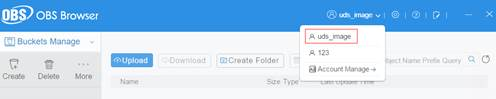 OBS OBS Browser
uds_image
Buckets Manage
uds_image
123
Account Manage
Upload Download Create Folder
Object Name Prefix Query
Create Delete More
Name Size Type Last Update Time